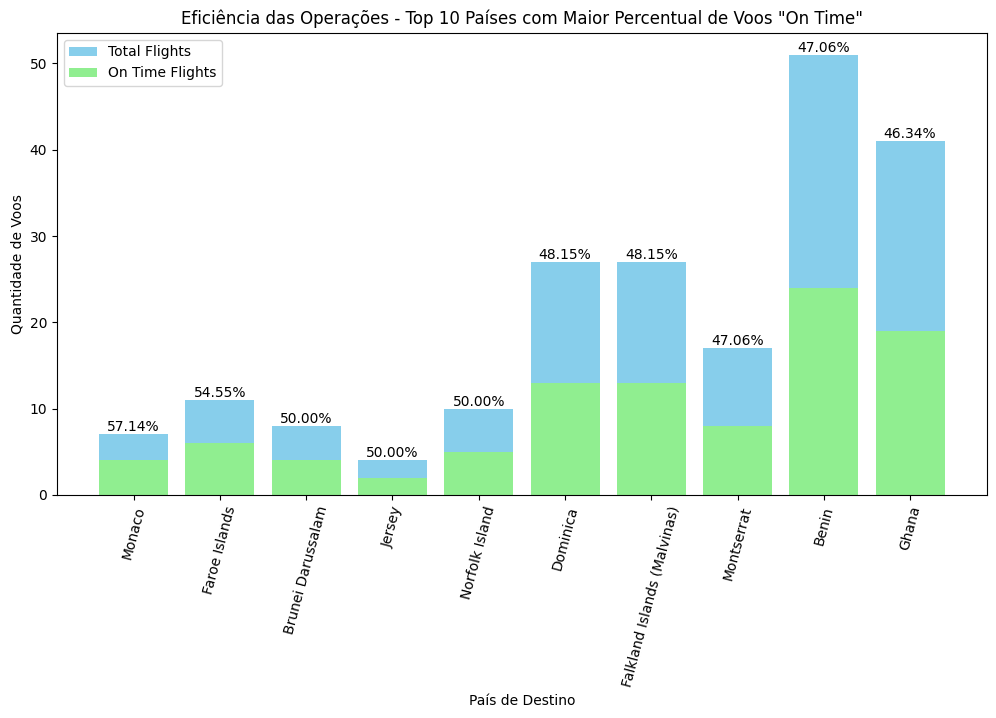 Eficiência das Operações - Top 10 Países com Maior Percentual de Voos "On Time"
Total Flights
On Time Flights
Quantidade de Voos
50
40
30
20
10
0
57.14%
54.55%
50.00%
50.00%
50.00%
48.15%
48.15%
47.06%
47.06%
46.34%
Monaco
Faroe Islands
Brunei Darussalam
Jersey
Norfolk Island
Dominica
Falkland Islands (Malvinas)
Montserrat
Benin
Ghana
País de Destino